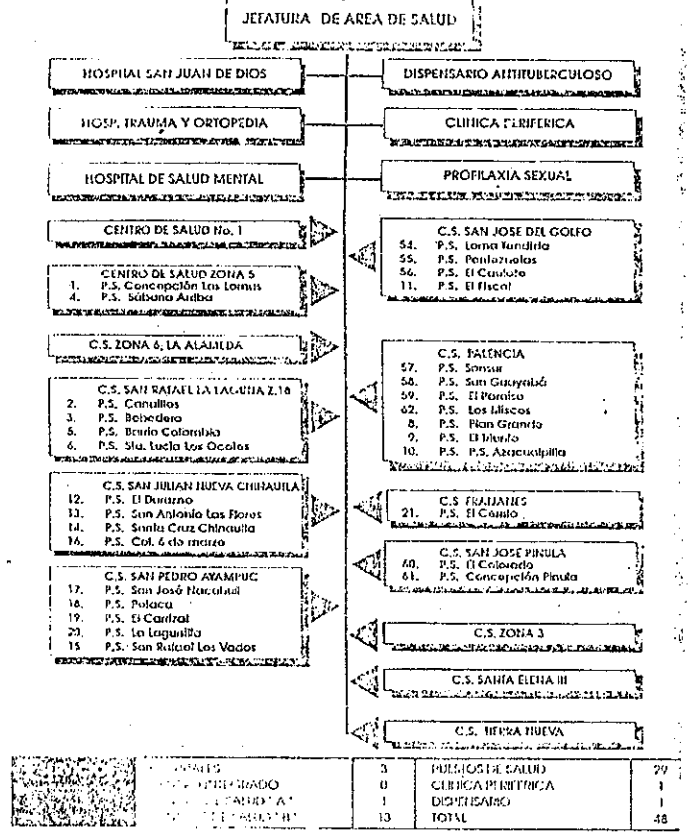 JEFATURA DE AREA DE SALUD
HOSPITAL SAN JUAN DE DIOS
DISPENSARIO ANTITUBERCULOSO
HOSP. TRAUMA Y ORTOPEDIA
CLINICA PERIFERICA
HOSPITAL DE SALUD MENTAL
PROFILAXIA SEXUAL
CENTRO DE SALUD No. 1
CENTRO DE SALUD ZONA 5
1. P.S. Concepción Las Lomas
4. P.S. Sábana Arriba
C.S. ZONA 6, LA ALAMEDA
C.S. SAN RAFAEL LA LAGUNA Z.18
2. P.S. Canalitos
3. P.S. Bebedero
5. P.S. Brrio Colombia
6. P.S. Sta. Lucía Los Ocotes
C.S. SAN JULIAN NUEVA CHINAUTLA
12. P.S. El Durazno
13. P.S. San Antonio Las Flores
14. P.S. Santa Cruz Chinautla
16. P.S. Col. 6 de marzo
C.S. SAN PEDRO AYAMPUC
17. P.S. San José Nacahuil
18. P.S. Petaca
19. P.S. El Carrizal
20. P.S. La Lagunilla
15 P.S. San Rafael Los Vados
C.S. SAN JOSE DEL GOLFO
54. P.S. Loma Tendida
55. P.S. Pontezuelas
56. P.S. El Caulote
11. P.S. El Fiscal
C.S. PALENCIA
57. P.S. Sansur
58. P.S. San Guayabá
59. P.S. El Paraíso
62. P.S. Los Mixcos
8. P.S. Plan Grande
9. P.S. El Triunfo
10. P.S. P.S. Azacualpilla
C.S FRAIJANES
21. P.S. El Cerrito
C.S. SAN JOSE PINULA
60. P.S. El Colorado
61. P.S. Concepción Pinula
C.S. ZONA 3
C.S. SANTA ELENA III
C.S. TIERRA NUEVA
3 PUESTOS DE SALUD 29
0 CLINICA PERIFERICA 1
1 DISPENSARIO 1
13 TOTAL 48